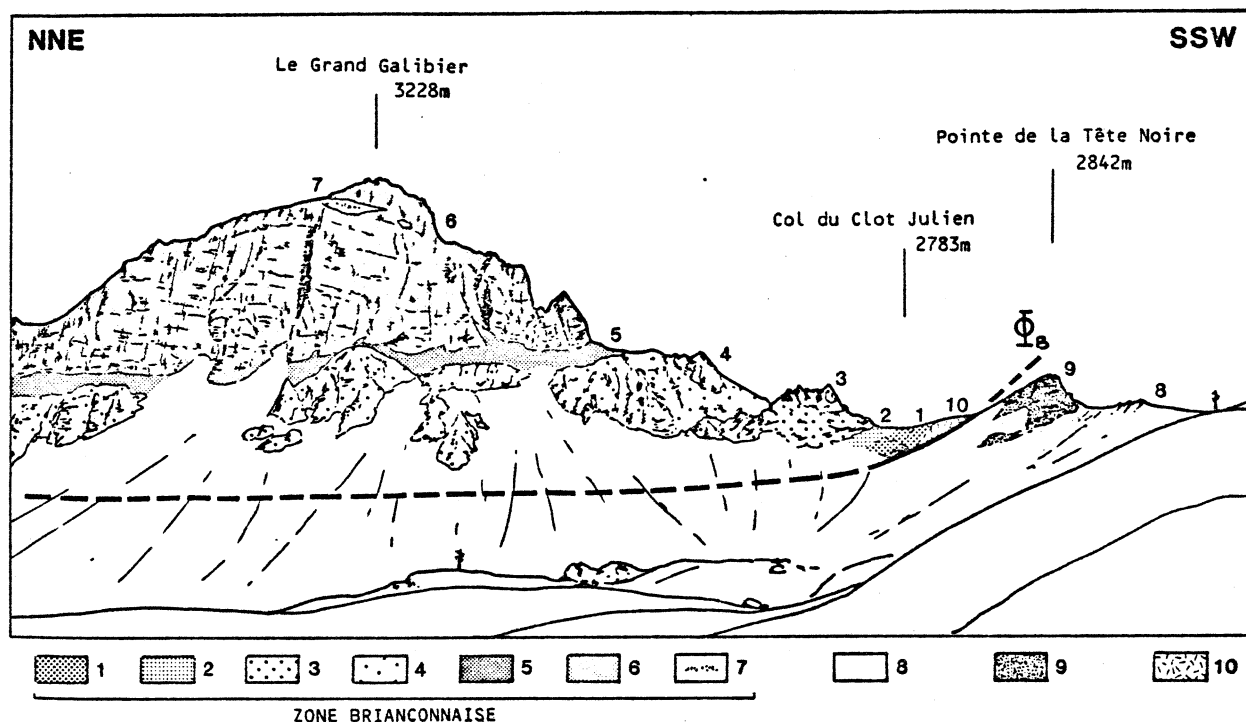 NNE
SSW
Le Grand Galibier
3228m
Pointe de la Tête Noire
2842m
Col du Clot Julien
2783m
7
6
5
4
3
2 1 10
Φ
8
9
8
1 2 3 4 5 6 7 8 9 10
ZONE BRIANCONNAISE